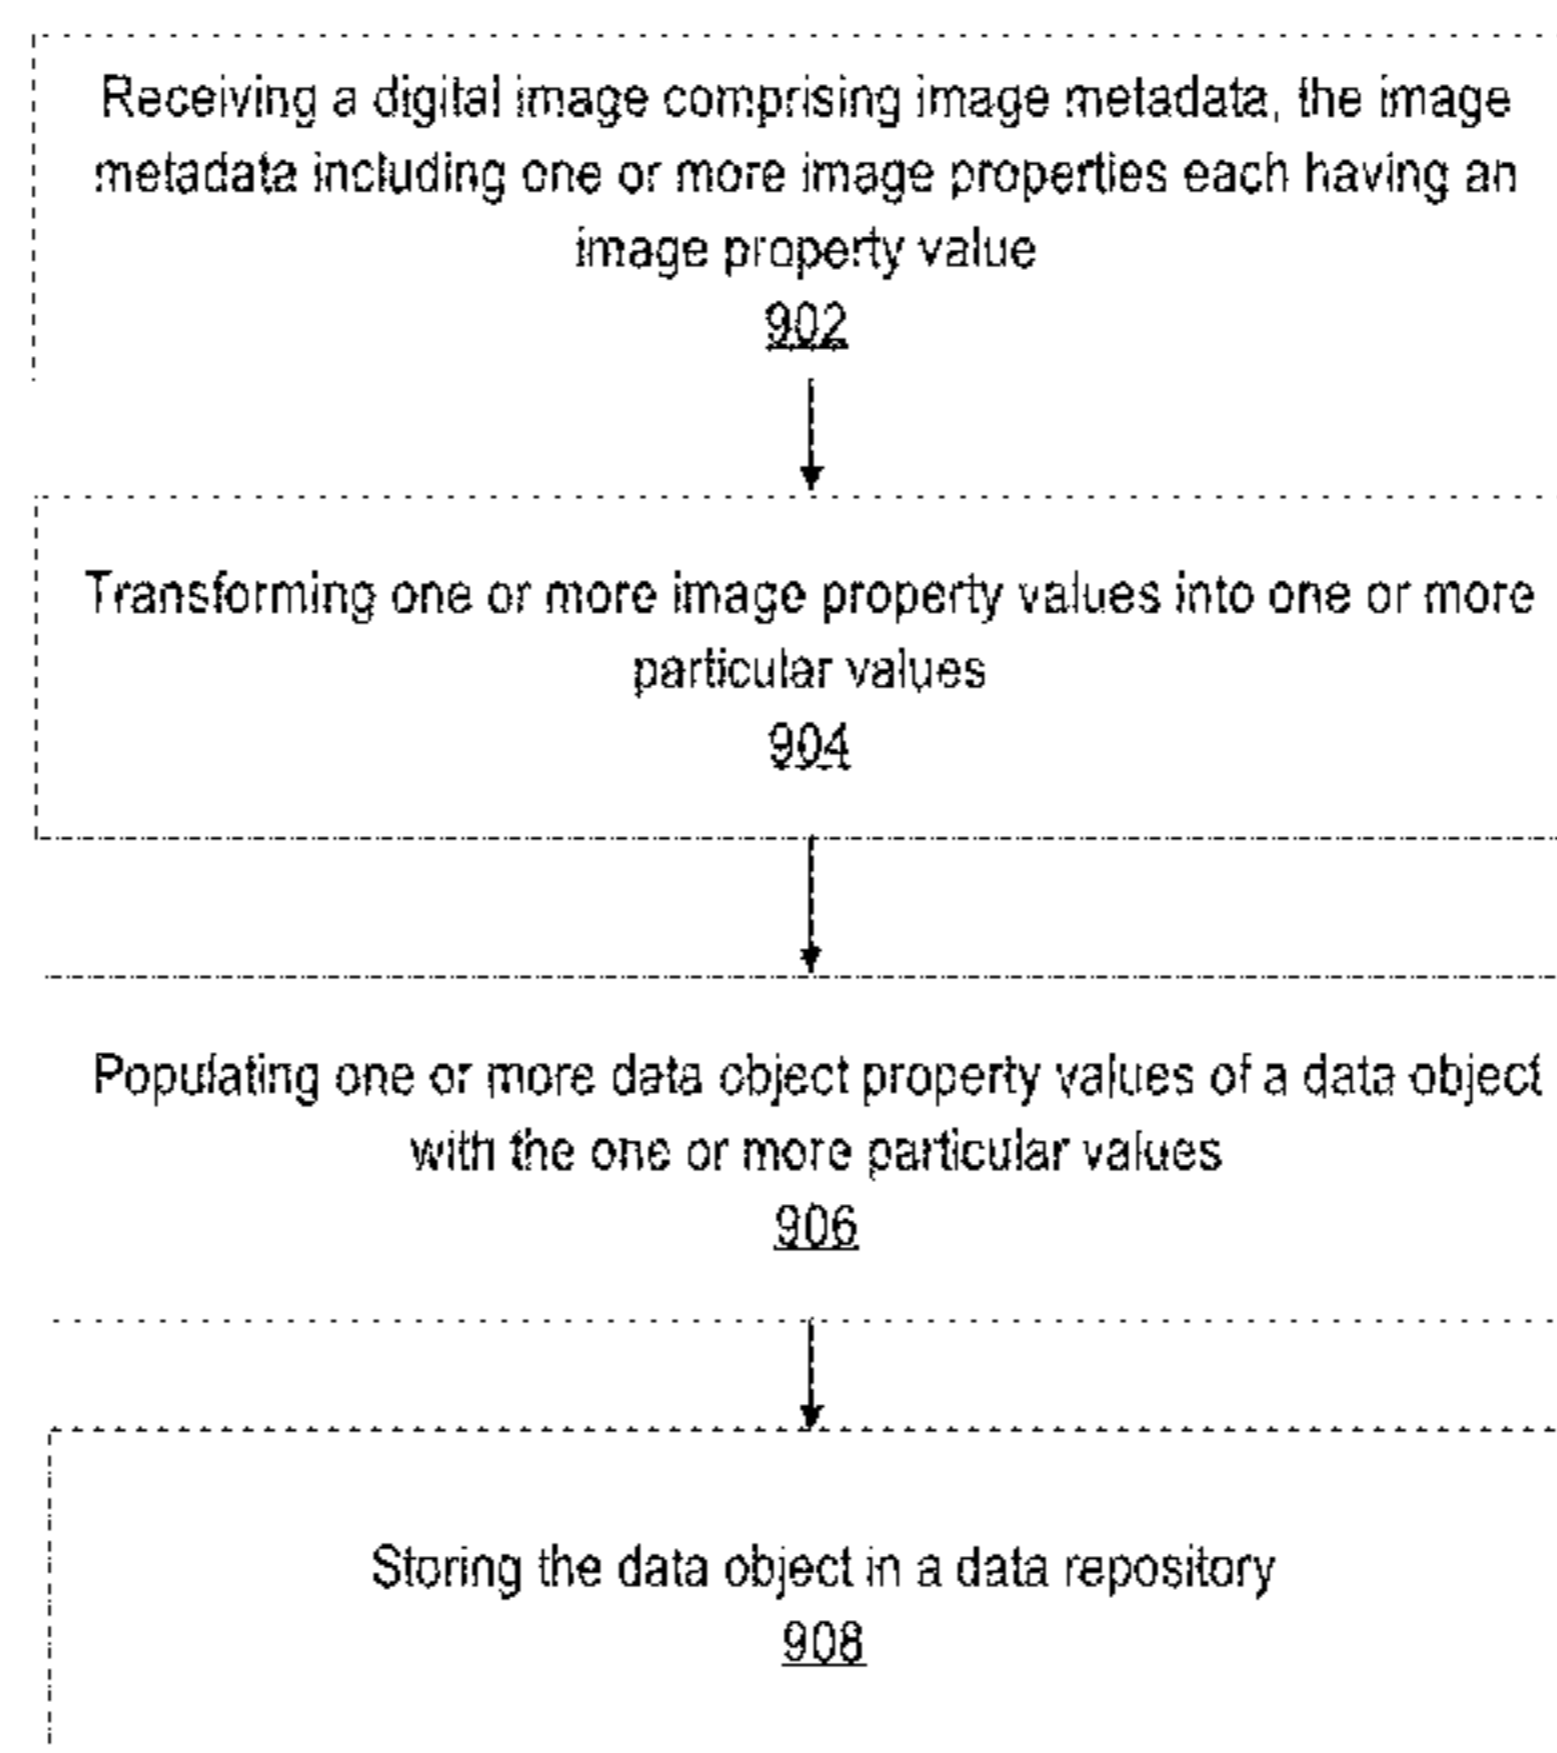 Receiving a digital image comprising image metadata, the image
metadata including one or more image properties each having an
image property value
902
Transforming one or more image property values into one or more
particular values
904
Populating one or more data object property values of a data object
with the one or more particular values
906
Storing the data object in a data repository
908